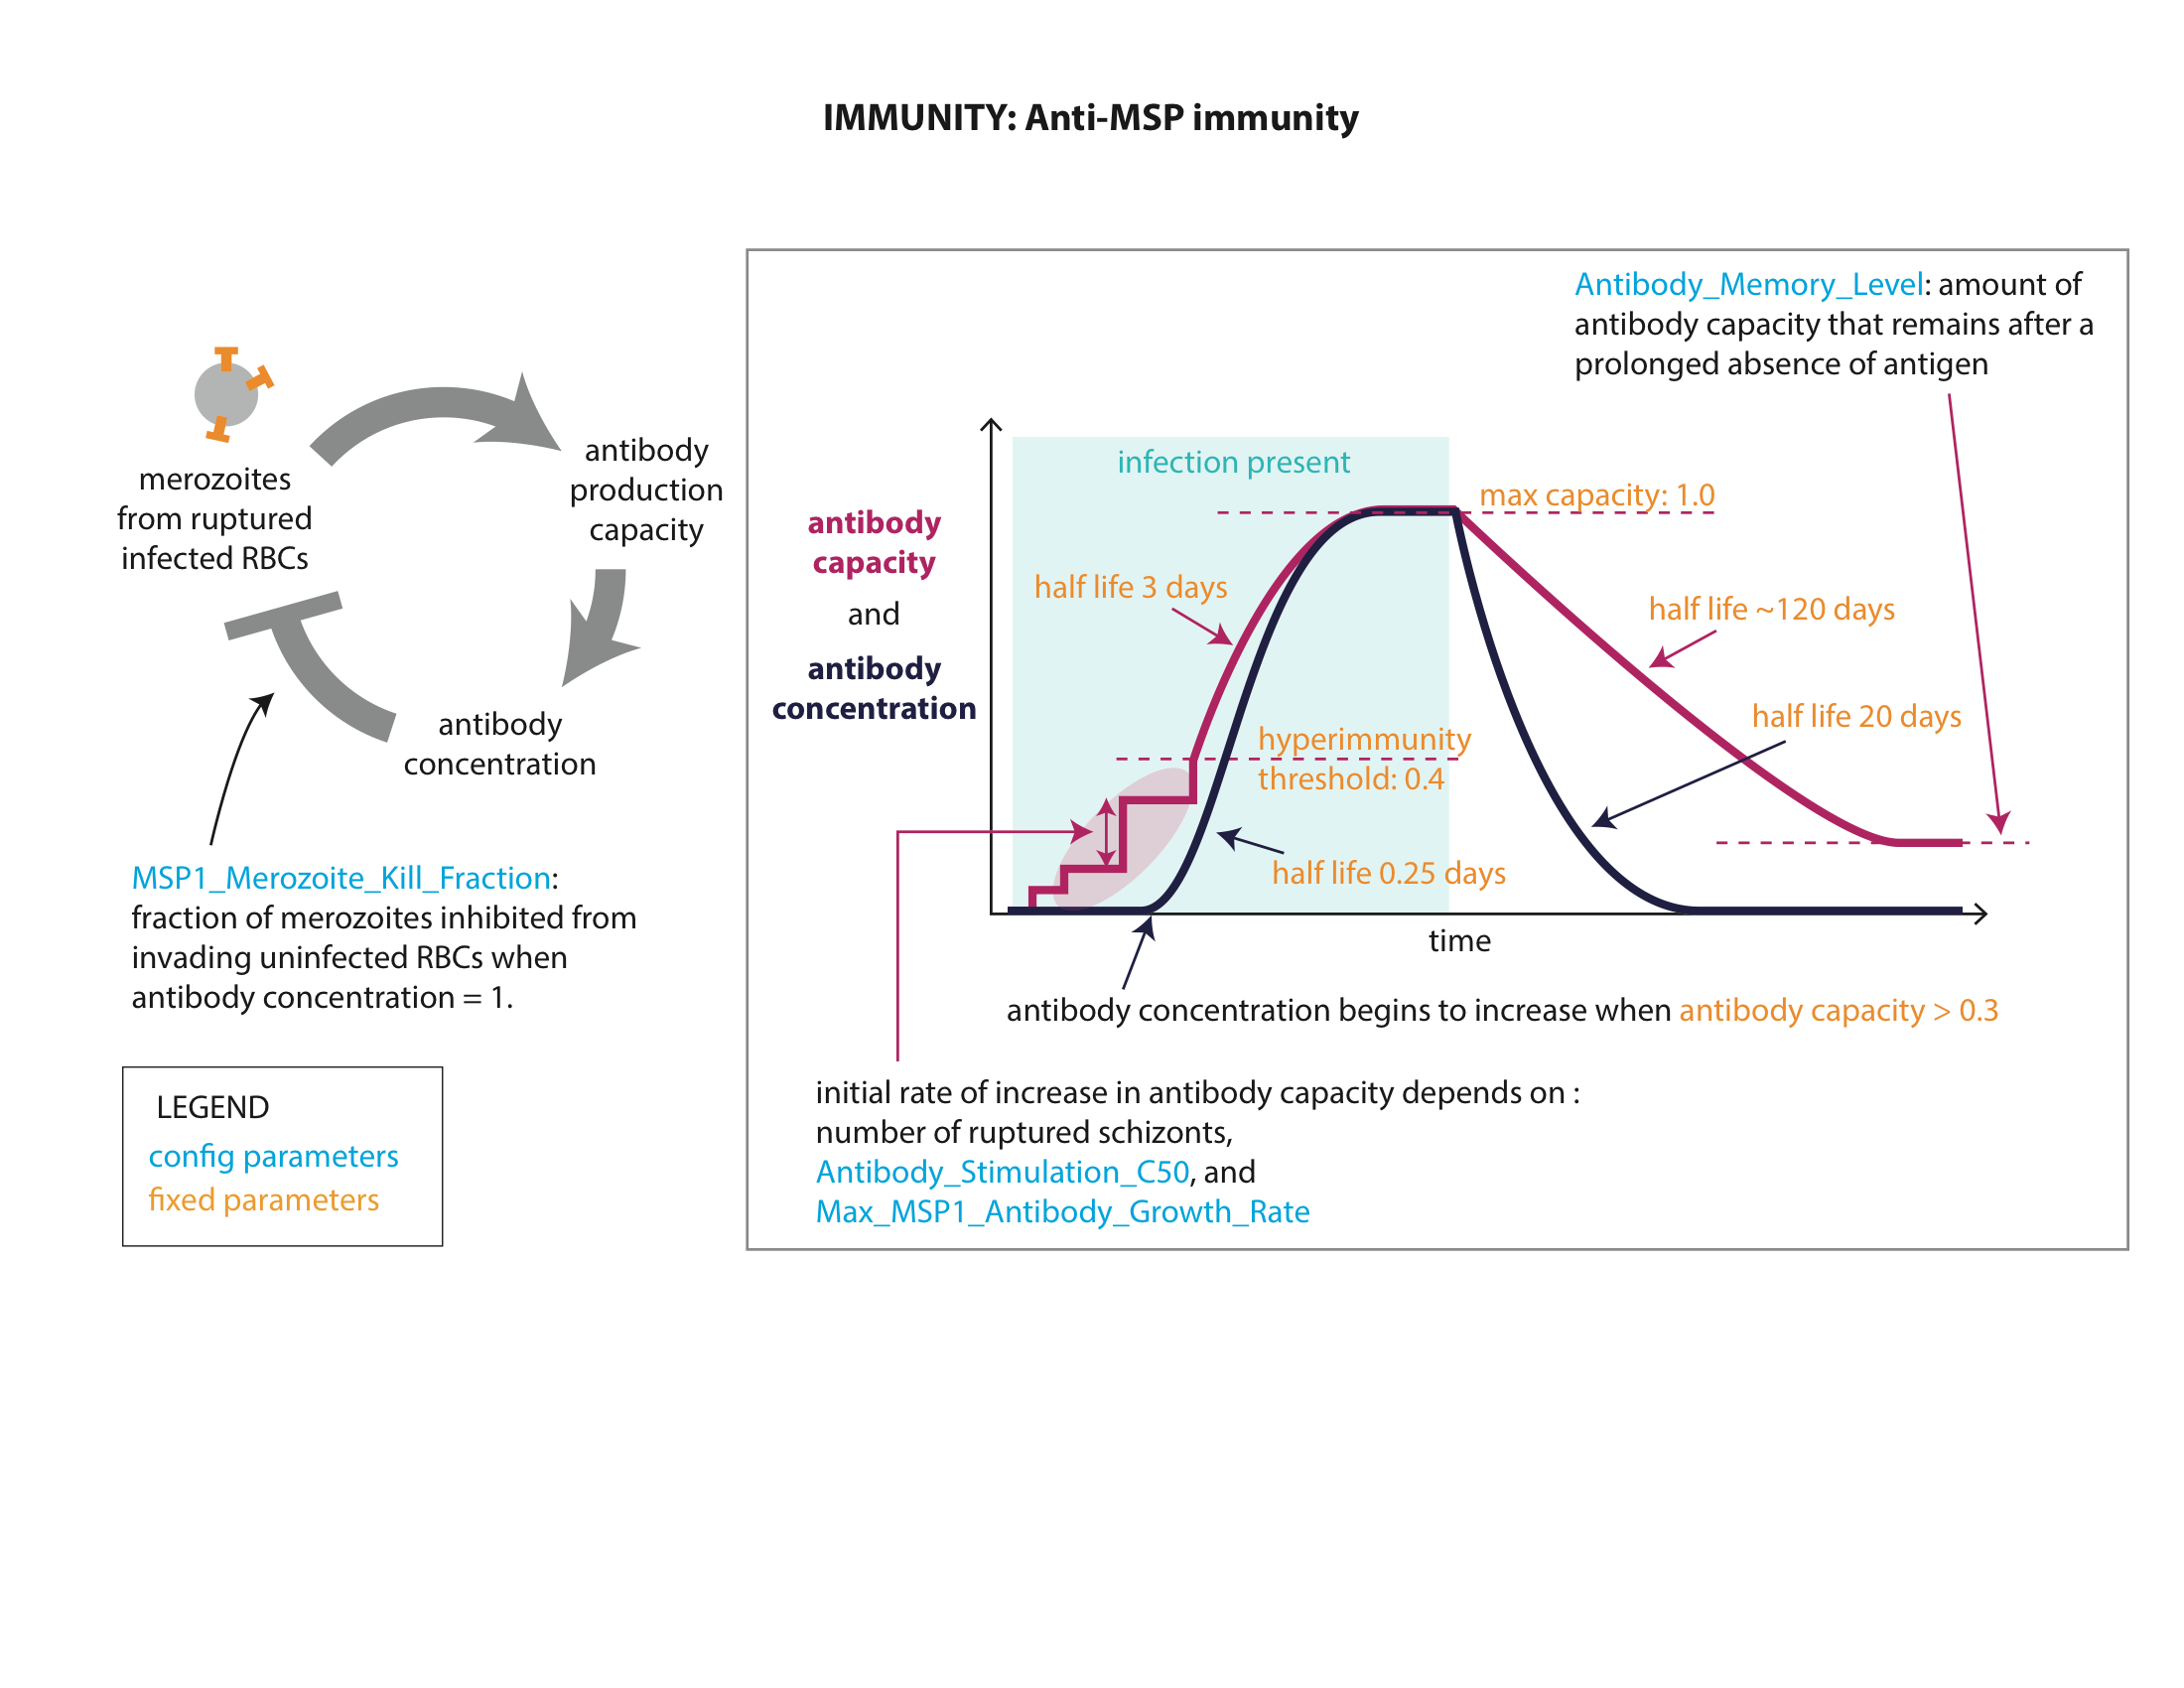 IMMUNITY: Anti-MSP immunity
merozoites
from ruptured
infected RBCs
antibody
production
capacity
antibody
concentration
MSP1_Merozoite_Kill_Fraction:
fraction of merozoites inhibited from
invading uninfected RBCs when
antibody concentration = 1.
LEGEND
config parameters
fixed parameters
Antibody_Memory_Level: amount of
antibody capacity that remains after a
prolonged absence of antigen
infection present
max capacity: 1.0
antibody
capacity
and
antibody
concentration
half life 3 days
half life ~120 days
half life 20 days
hyperimmunity
threshold: 0.4
half life 0.25 days
time
antibody concentration begins to increase when antibody capacity > 0.3
initial rate of increase in antibody capacity depends on :
number of ruptured schizonts,
Antibody_Stimulation_C50, and
Max_MSP1_Antibody_Growth_Rate